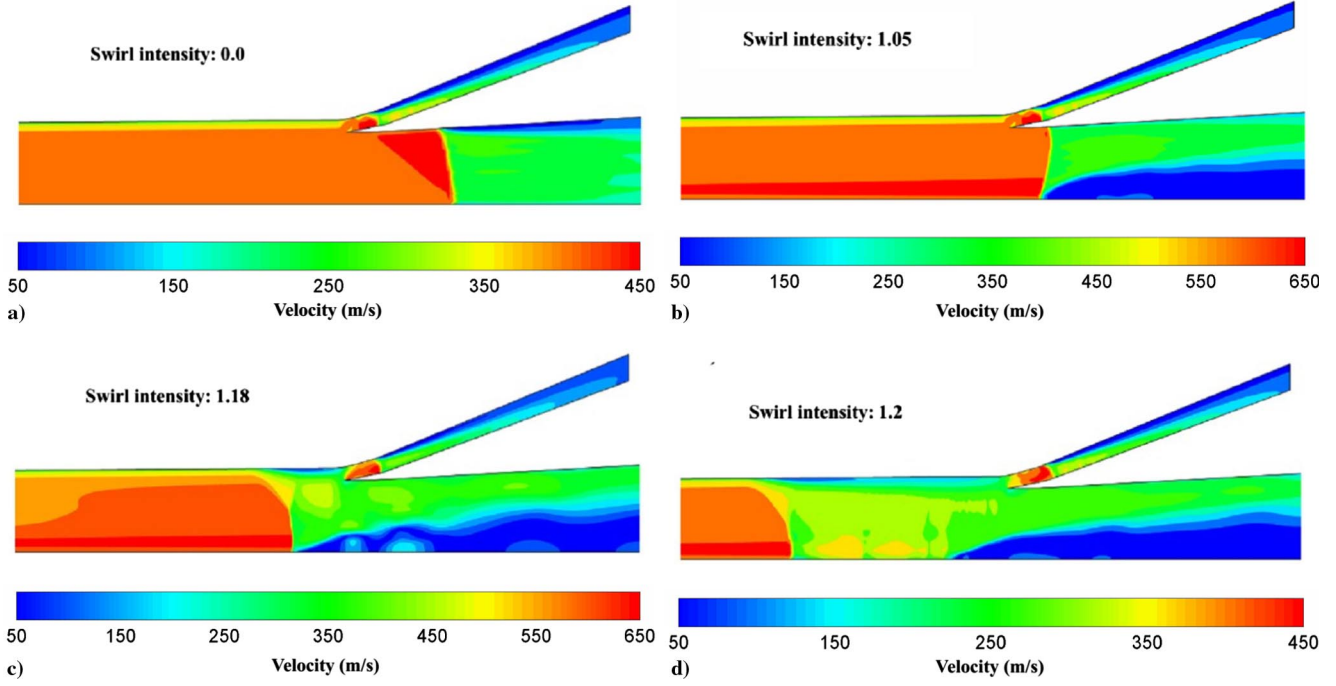 Swirl intensity: 0.0
50 150 250 350 450
Velocity (m/s)
a)
Swirl intensity: 1.05
50 150 250 350 450 550 650
Velocity (m/s)
b)
Swirl intensity: 1.18
50 150 250 350 450 550 650
Velocity (m/s)
c)
Swirl intensity: 1.2
50 150 250 350 450
Velocity (m/s)
d)